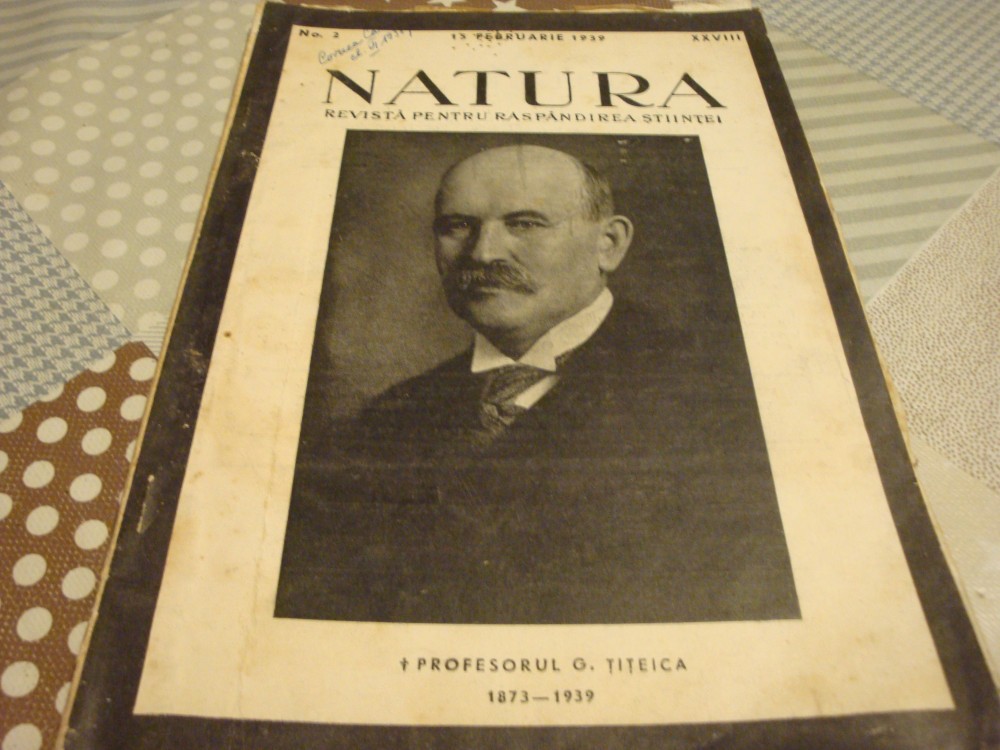 No. 2 15 FEBRUARIE 1939 XXVIII
NATURA
REVISTĂ PENTRU RĂSPÂNDIREA ŞTIINŢEI
† PROFESORUL G. ŢIŢEICA
1873—1939